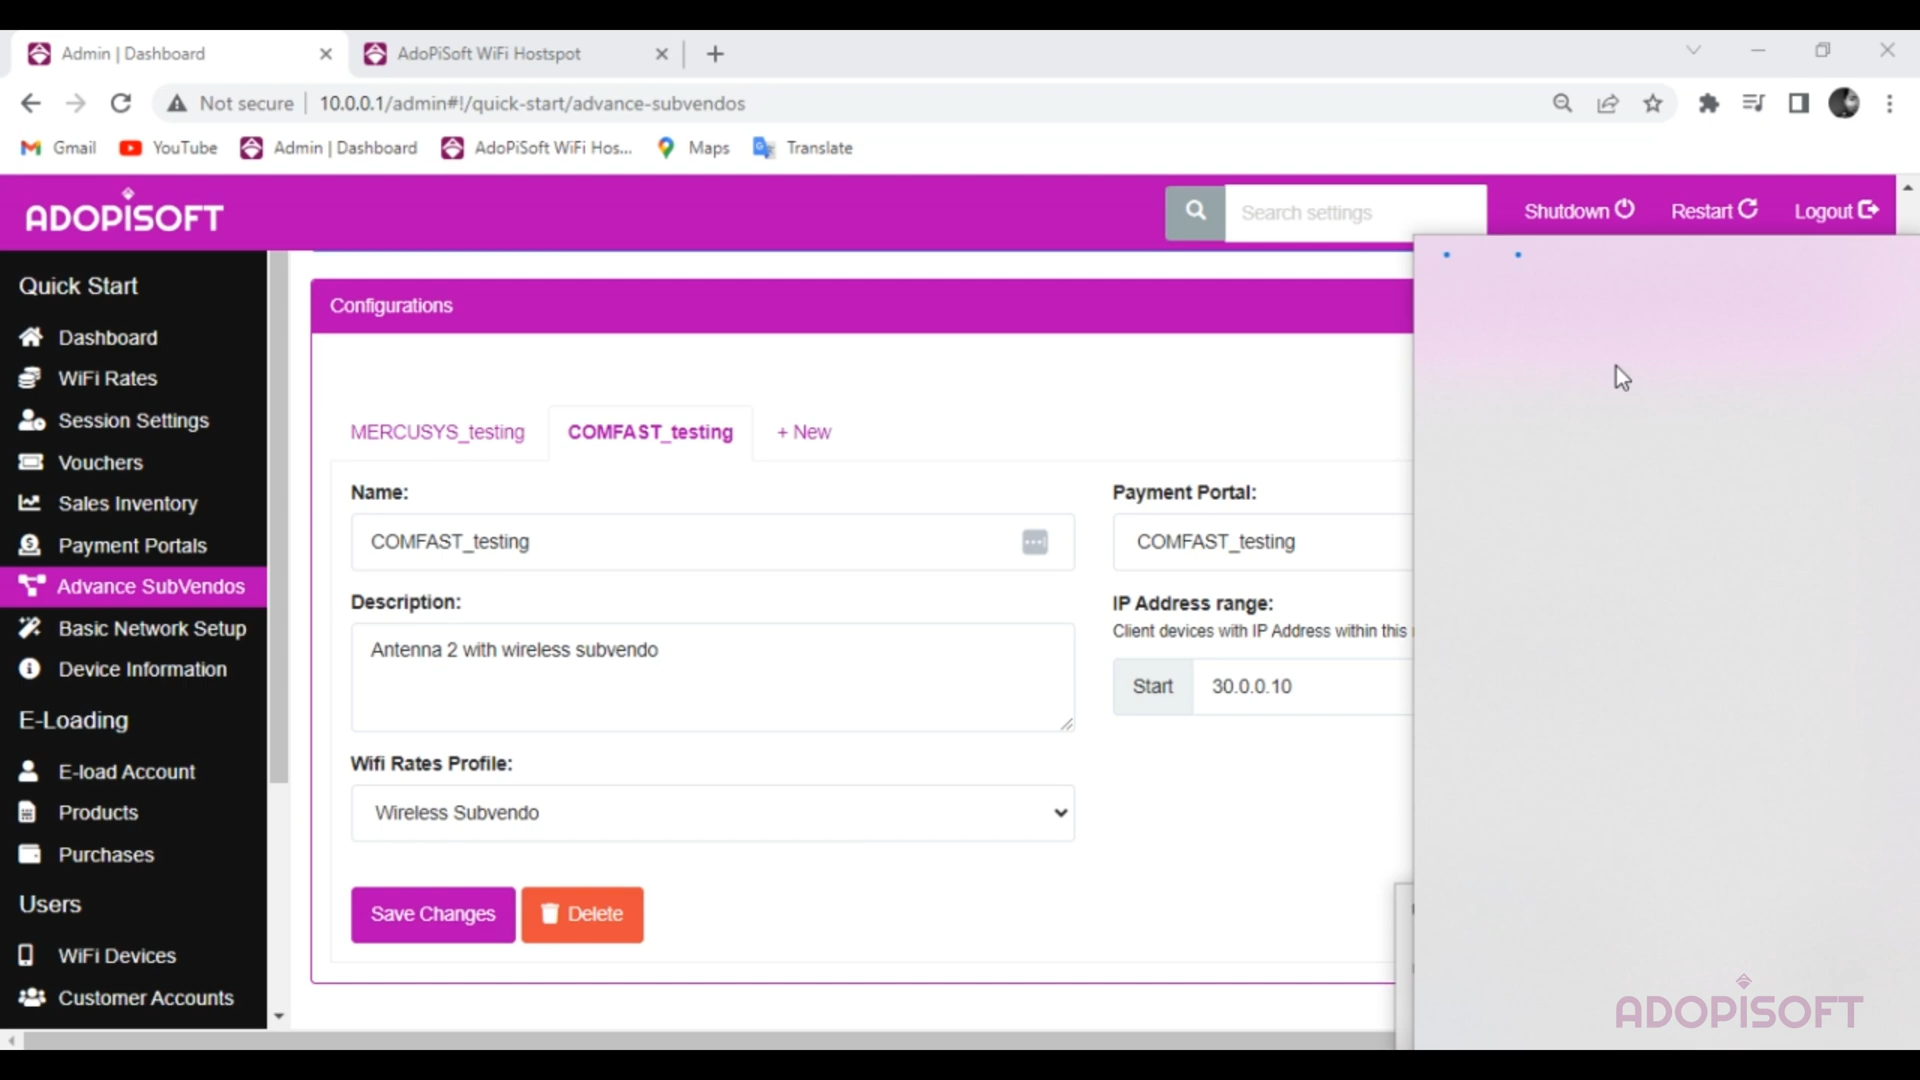 Admin | Dashboard
AdoPiSoft WiFi Hostspot
Not secure
10.0.0.1/admin#!/quick-start/advance-subvendos
Gmail
YouTube
Admin | Dashboard
AdoPiSoft WiFi Hos...
Maps
Translate
ADOPISOFT
Search settings
Shutdown
Restart
Logout
Quick Start
Dashboard
WiFi Rates
Session Settings
Vouchers
Sales Inventory
Payment Portals
Advance SubVendos
Basic Network Setup
Device Information
E-Loading
E-load Account
Products
Purchases
Users
WiFi Devices
Customer Accounts
Configurations
MERCUSYS_testing
COMFAST_testing
+ New
Name:
COMFAST_testing
Description:
Antenna 2 with wireless subvendo
Wifi Rates Profile:
Wireless Subvendo
Save Changes
Delete
Payment Portal:
COMFAST_testing
IP Address range:
Client devices with IP Address within this
Start
30.0.0.10
ADOPISOFT